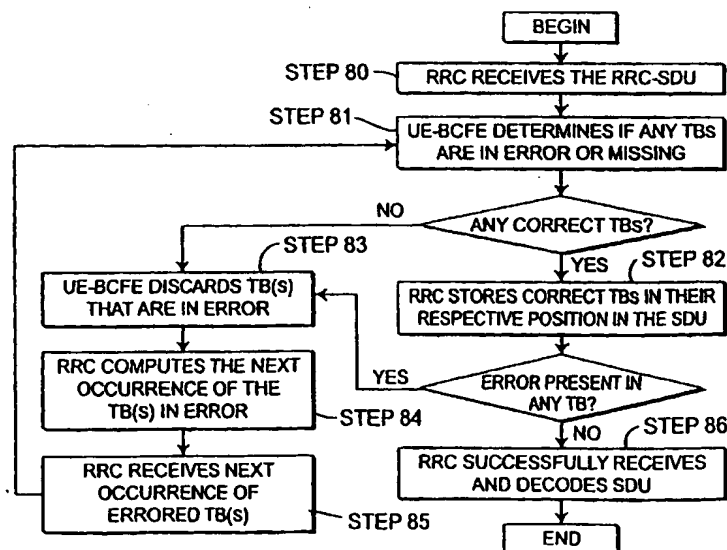 BEGIN
STEP 80
RRC RECEIVES THE RRC-SDU
STEP 81
UE-BCFE DETERMINES IF ANY TBs
ARE IN ERROR OR MISSING
NO
ANY CORRECT TBs?
STEP 83
YES
STEP 82
UE-BCFE DISCARDS TB(s)
THAT ARE IN ERROR
RRC STORES CORRECT TBs IN THEIR
RESPECTIVE POSITION IN THE SDU
RRC COMPUTES THE NEXT
OCCURRENCE OF THE
TB(s) IN ERROR
YES
ERROR PRESENT IN
ANY TB?
STEP 84
NO
STEP 86
RRC RECEIVES NEXT
OCCURRENCE OF
ERRORED TB(s)
RRC SUCCESSFULLY RECEIVES
AND DECODES SDU
STEP 85
END